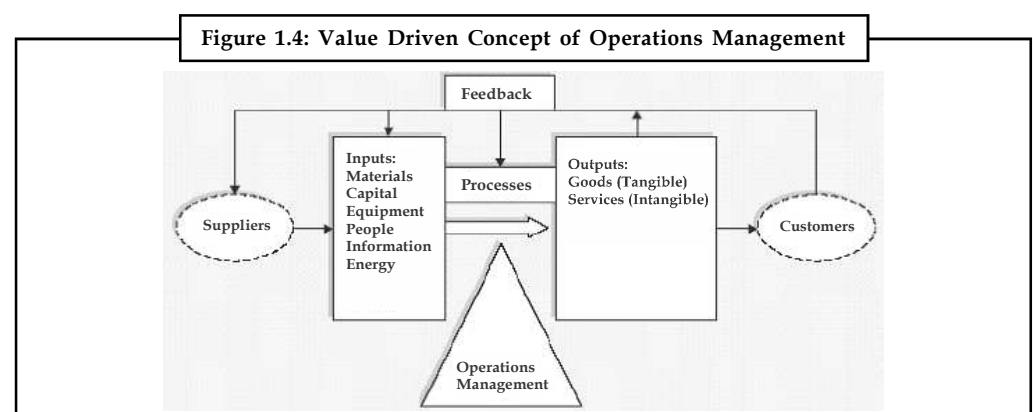 Figure 1.4: Value Driven Concept of Operations Management
Feedback
Inputs:
Materials
Capital
Equipment
People
Information
Energy
Processes
Outputs:
Goods (Tangible)
Services (Intangible)
Suppliers
Customers
Operations
Management